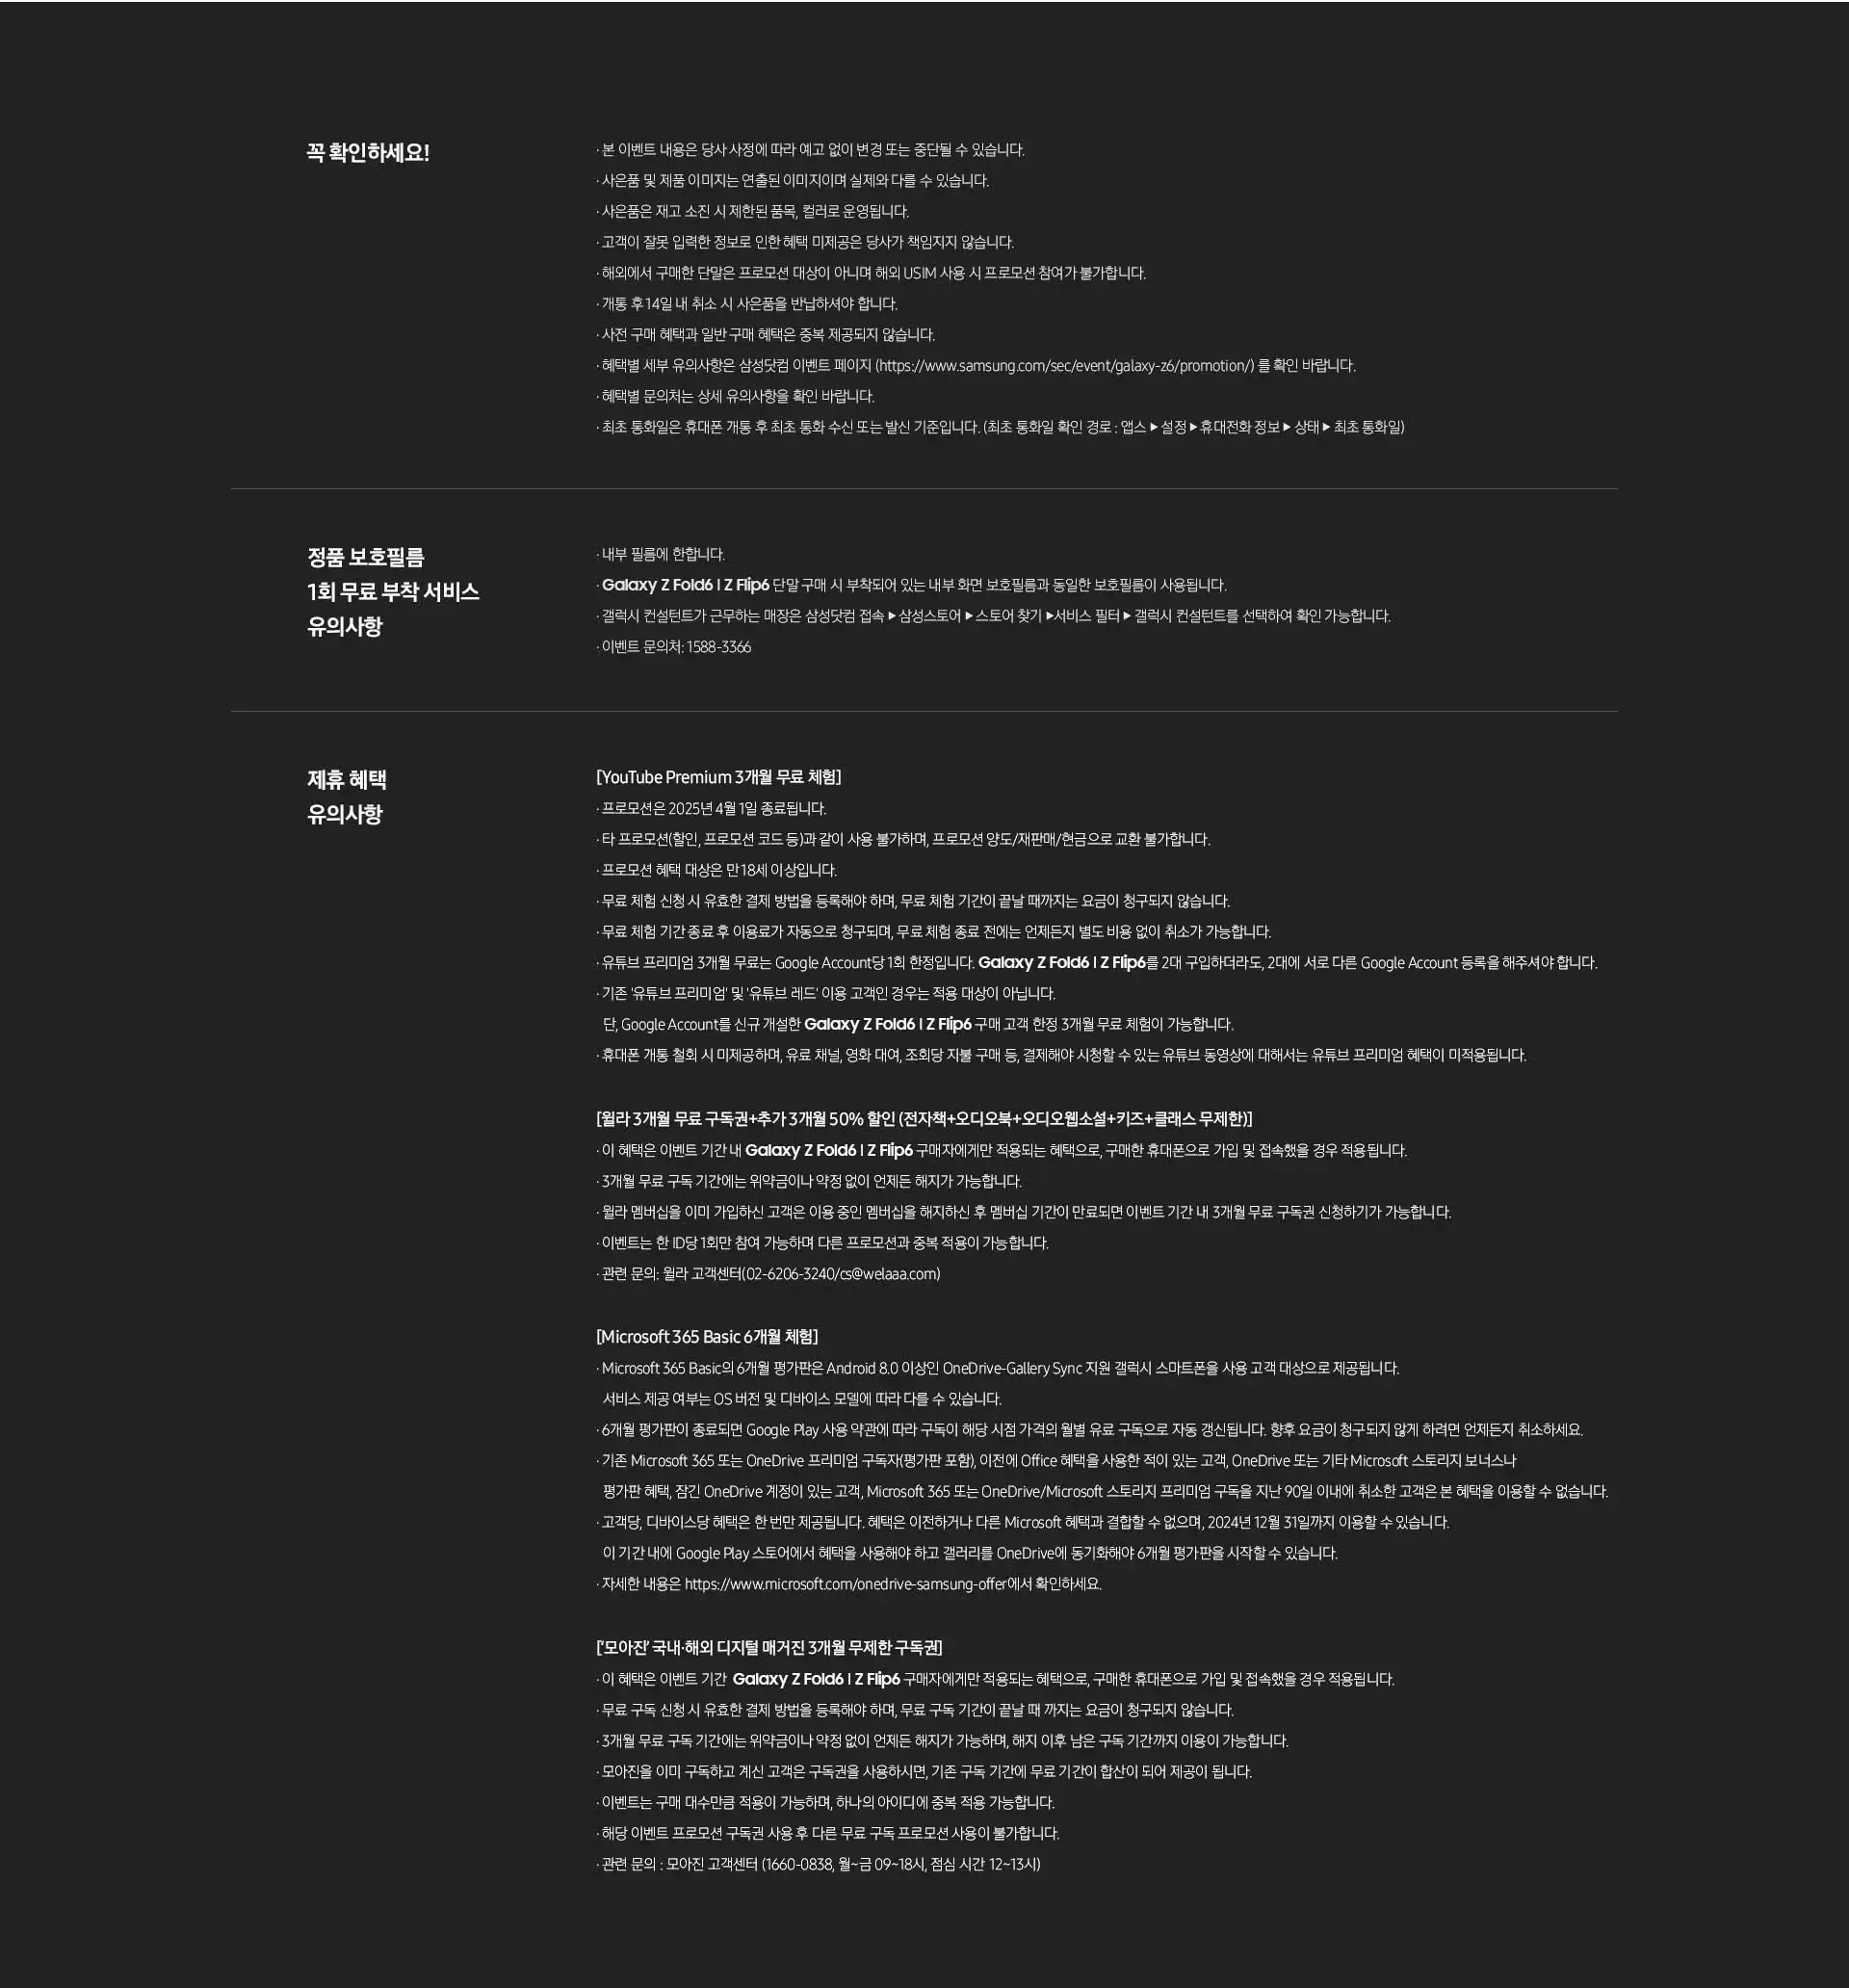 꼭 확인하세요!
· 본 이벤트 내용은 당사 사정에 따라 예고 없이 변경 또는 중단될 수 있습니다.
· 사은품 및 제품 이미지는 연출된 이미지이며 실제와 다를 수 있습니다.
· 사은품은 재고 소진 시 제한된 품목, 컬러로 운영됩니다.
· 고객이 잘못 입력한 정보로 인한 혜택 미제공은 당사가 책임지지 않습니다.
· 해외에서 구매한 단말은 프로모션 대상이 아니며 해외 USIM 사용 시 프로모션 참여가 불가합니다.
· 개통 후 14일 내 취소 시 사은품을 반납하셔야 합니다.
· 사전 구매 혜택과 일반 구매 혜택은 중복 제공되지 않습니다.
· 혜택별 세부 유의사항은 삼성닷컴 이벤트 페이지 (https://www.samsung.com/sec/event/galaxy-z6/promotion/) 를 확인 바랍니다.
· 혜택별 문의처는 상세 유의사항을 확인 바랍니다.
· 최초 통화일은 휴대폰 개통 후 최초 통화 수신 또는 발신 기준입니다. (최초 통화일 확인 경로 : 앱스 ▶ 설정 ▶ 휴대전화 정보 ▶ 상태 ▶ 최초 통화일)
정품 보호필름
1회 무료 부착 서비스
유의사항
· 내부 필름에 한합니다.
· Galaxy Z Fold6 | Z Flip6 단말 구매 시 부착되어 있는 내부 화면 보호필름과 동일한 보호필름이 사용됩니다.
· 갤럭시 컨설턴트가 근무하는 매장은 삼성닷컴 접속 ▶ 삼성스토어 ▶ 스토어 찾기 ▶서비스 필터 ▶ 갤럭시 컨설턴트를 선택하여 확인 가능합니다.
· 이벤트 문의처: 1588-3366
제휴 혜택
유의사항
[YouTube Premium 3개월 무료 체험]
· 프로모션은 2025년 4월 1일 종료됩니다.
· 타 프로모션(할인, 프로모션 코드 등)과 같이 사용 불가하며, 프로모션 양도/재판매/현금으로 교환 불가합니다.
· 프로모션 혜택 대상은 만 18세 이상입니다.
· 무료 체험 신청 시 유효한 결제 방법을 등록해야 하며, 무료 체험 기간이 끝날 때까지는 요금이 청구되지 않습니다.
· 무료 체험 기간 종료 후 이용료가 자동으로 청구되며, 무료 체험 종료 전에는 언제든지 별도 비용 없이 취소가 가능합니다.
· 유튜브 프리미엄 3개월 무료는 Google Account당 1회 한정입니다. Galaxy Z Fold6 | Z Flip6를 2대 구입하더라도, 2대에 서로 다른 Google Account 등록을 해주셔야 합니다.
· 기존 '유튜브 프리미엄' 및 '유튜브 레드' 이용 고객인 경우는 적용 대상이 아닙니다.
단, Google Account를 신규 개설한 Galaxy Z Fold6 | Z Flip6 구매 고객 한정 3개월 무료 체험이 가능합니다.
· 휴대폰 개통 철회 시 미제공하며, 유료 채널, 영화 대여, 조회당 지불 구매 등, 결제해야 시청할 수 있는 유튜브 동영상에 대해서는 유튜브 프리미엄 혜택이 미적용됩니다.
[윌라 3개월 무료 구독권+추가 3개월 50% 할인 (전자책+오디오북+오디오웹소설+키즈+클래스 무제한)]
· 이 혜택은 이벤트 기간 내 Galaxy Z Fold6 | Z Flip6 구매자에게만 적용되는 혜택으로, 구매한 휴대폰으로 가입 및 접속했을 경우 적용됩니다.
· 3개월 무료 구독 기간에는 위약금이나 약정 없이 언제든 해지가 가능합니다.
· 윌라 멤버십을 이미 가입하신 고객은 이용 중인 멤버십을 해지하신 후 멤버십 기간이 만료되면 이벤트 기간 내 3개월 무료 구독권 신청하기가 가능합니다.
· 이벤트는 한 ID당 1회만 참여 가능하며 다른 프로모션과 중복 적용이 가능합니다.
· 관련 문의: 윌라 고객센터(02-6206-3240/cs@welaaa.com)
[Microsoft 365 Basic 6개월 체험]
· Microsoft 365 Basic의 6개월 평가판은 Android 8.0 이상인 OneDrive-Gallery Sync 지원 갤럭시 스마트폰을 사용 고객 대상으로 제공됩니다.
서비스 제공 여부는 OS 버전 및 디바이스 모델에 따라 다를 수 있습니다.
· 6개월 평가판이 종료되면 Google Play 사용 약관에 따라 구독이 해당 시점 가격의 월별 유료 구독으로 자동 갱신됩니다. 향후 요금이 청구되지 않게 하려면 언제든지 취소하세요.
· 기존 Microsoft 365 또는 OneDrive 프리미엄 구독자(평가판 포함), 이전에 Office 혜택을 사용한 적이 있는 고객, OneDrive 또는 기타 Microsoft 스토리지 보너스나
평가판 혜택, 잠긴 OneDrive 계정이 있는 고객, Microsoft 365 또는 OneDrive/Microsoft 스토리지 프리미엄 구독을 지난 90일 이내에 취소한 고객은 본 혜택을 이용할 수 없습니다.
· 고객당, 디바이스당 혜택은 한 번만 제공됩니다. 혜택은 이전하거나 다른 Microsoft 혜택과 결합할 수 없으며, 2024년 12월 31일까지 이용할 수 있습니다.
이 기간 내에 Google Play 스토어에서 혜택을 사용해야 하고 갤러리를 OneDrive에 동기화해야 6개월 평가판을 시작할 수 있습니다.
· 자세한 내용은 https://www.microsoft.com/onedrive-samsung-offer에서 확인하세요.
['모아진' 국내·해외 디지털 매거진 3개월 무제한 구독권]
· 이 혜택은 이벤트 기간 Galaxy Z Fold6 | Z Flip6 구매자에게만 적용되는 혜택으로, 구매한 휴대폰으로 가입 및 접속했을 경우 적용됩니다.
· 무료 구독 신청 시 유효한 결제 방법을 등록해야 하며, 무료 구독 기간이 끝날 때 까지는 요금이 청구되지 않습니다.
· 3개월 무료 구독 기간에는 위약금이나 약정 없이 언제든 해지가 가능하며, 해지 이후 남은 구독 기간까지 이용이 가능합니다.
· 모아진을 이미 구독하고 계신 고객은 구독권을 사용하시면, 기존 구독 기간에 무료 기간이 합산이 되어 제공이 됩니다.
· 이벤트는 구매 대수만큼 적용이 가능하며, 하나의 아이디에 중복 적용 가능합니다.
· 해당 이벤트 프로모션 구독권 사용 후 다른 무료 구독 프로모션 사용이 불가합니다.
· 관련 문의 : 모아진 고객센터 (1660-0838, 월~금 09~18시, 점심 시간 12~13시)